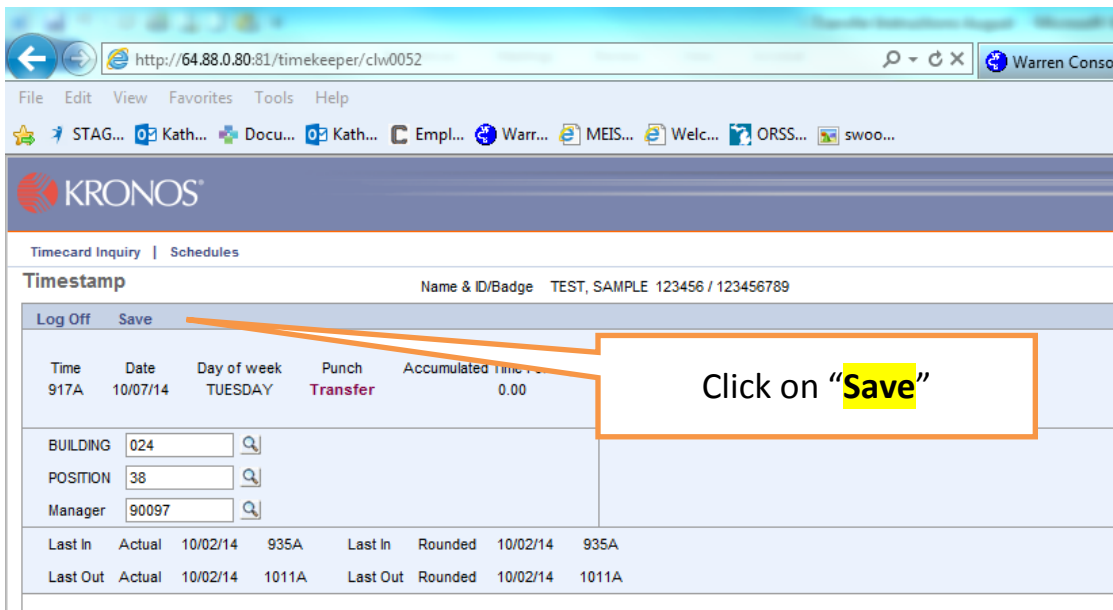 http://64.88.0.80:81/timekeeper/clw0052
Warren Conso
File Edit View Favorites Tools Help
STAG... Kath... Docu... Kath... Empl... Warr... MEIS... Welc... ORSS... swoo...
KRONOS
Timecard Inquiry | Schedules
Timestamp Name & ID/Badge TEST, SAMPLE 123456 / 123456789
Log Off Save
Click on “Save”
Time Date Day of week Punch Accumulated
917A 10/07/14 TUESDAY Transfer 0.00
BUILDING 024
POSITION 38
Manager 90097
Last In Actual 10/02/14 935A Last In Rounded 10/02/14 935A
Last Out Actual 10/02/14 1011A Last Out Rounded 10/02/14 1011A